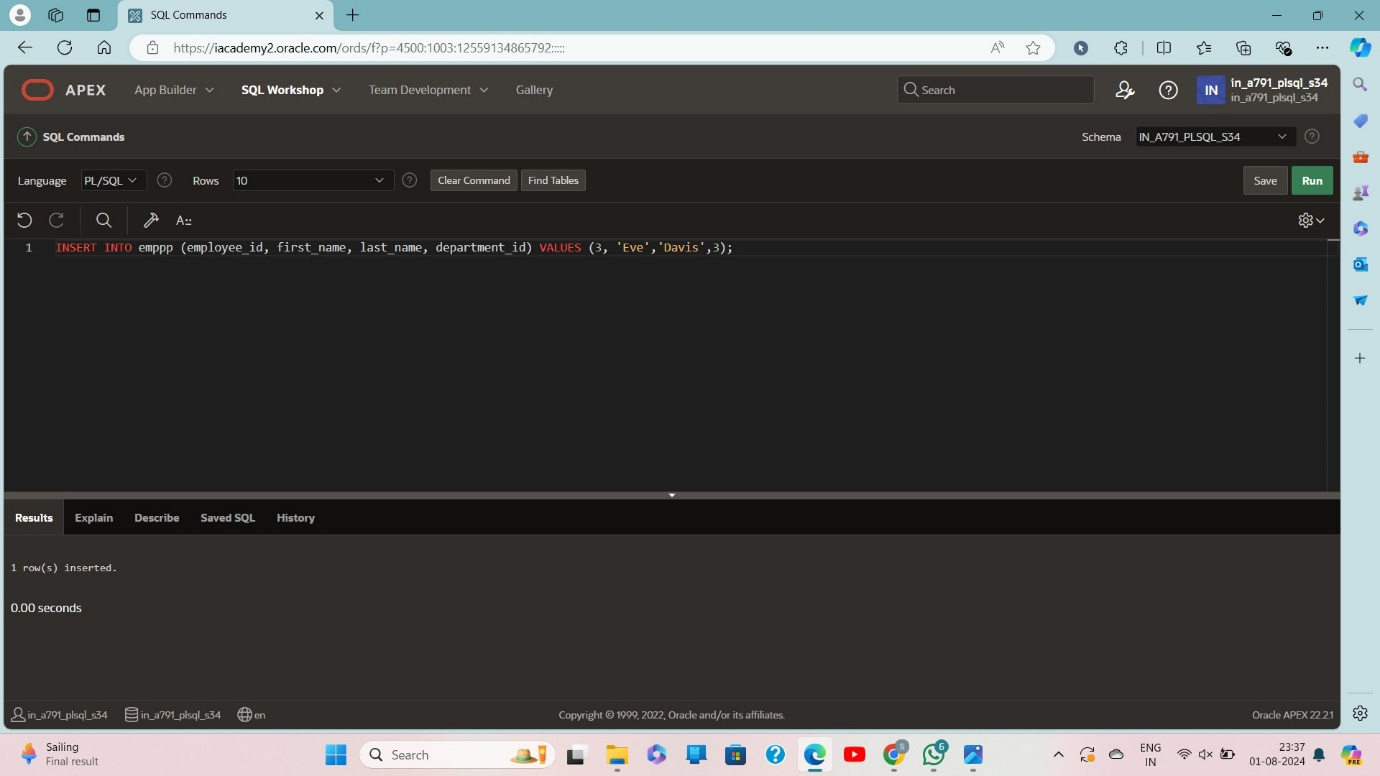 SQL Commands
https://iacademy2.oracle.com/ords/f?p=4500:1003:12559134865792:::::
APEX App Builder SQL Workshop Team Development Gallery Search IN in_a791_plsql_s34
in_a791_plsql_s34
SQL Commands Schema IN_A791_PLSQL_S34
Language PL/SQL Rows 10 Clear Command Find Tables Save Run
1 INSERT INTO emppp (employee_id, first_name, last_name, department_id) VALUES (3, 'Eve','Davis',3);
Results Explain Describe Saved SQL History
1 row(s) inserted.
0.00 seconds
in_a791_plsql_s34 in_a791_plsql_s34 en Copyright © 1999, 2022, Oracle and/or its affiliates. Oracle APEX 22.2.1
Sailing
Final result
Search
S
6
ENG
IN
23:37
01-08-2024
PRE